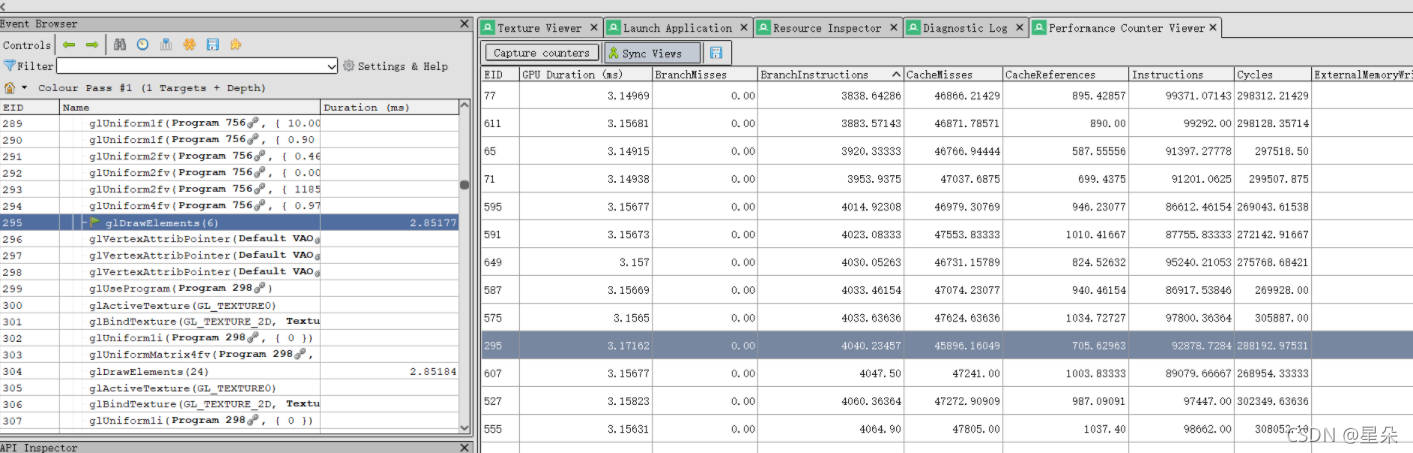 Event Browser
Controls
Filter
Settings & Help
Colour Pass #1 (1 Targets + Depth)
EID Name Duration (ms)
289 glUniform1f(Program 756, { 10.00
290 glUniform1f(Program 756, { 0.90
291 glUniform2fv(Program 756, { 0.46
292 glUniform2fv(Program 756, { 0.00
293 glUniform2fv(Program 756, { 1185
294 glUniform4fv(Program 756, { 0.97
295 glDrawElements(6) 2.85177
296 glVertexAttribPointer(Default VAO
297 glVertexAttribPointer(Default VAO
298 glVertexAttribPointer(Default VAO
299 glUseProgram(Program 298)
300 glActiveTexture(GL_TEXTURE0)
301 glBindTexture(GL_TEXTURE_2D, Textu
302 glUniform1i(Program 298, { 0 })
303 glUniformMatrix4fv(Program 298,
304 glDrawElements(24) 2.85184
305 glActiveTexture(GL_TEXTURE0)
306 glBindTexture(GL_TEXTURE_2D, Textu
307 glUniform1i(Program 298, { 0 })
API Inspector
Texture Viewer Launch Application Resource Inspector Diagnostic Log Performance Counter Viewer
Capture counters Sync Views
EID GPU Duration (ms) BranchMisses BranchInstructions CacheMisses CacheReferences Instructions Cycles ExternalMemoryWri
77 3.14969 0.00 3838.64286 46866.21429 895.42857 99371.07143 298312.21429
611 3.15681 0.00 3883.57143 46871.78571 890.00 99292.00 298128.35714
65 3.14915 0.00 3920.33333 46766.94444 587.55556 91397.27778 297518.50
71 3.14938 0.00 3953.9375 47037.6875 699.4375 91201.0625 299507.875
595 3.15677 0.00 4014.92308 46979.30769 946.23077 86612.46154 269043.61538
591 3.15673 0.00 4023.08333 47553.83333 1010.41667 87755.83333 272142.91667
649 3.157 0.00 4030.05263 46731.15789 824.52632 95240.21053 275768.68421
587 3.15669 0.00 4033.46154 47074.23077 940.46154 86917.53846 269928.00
575 3.1565 0.00 4033.63636 47624.63636 1034.72727 97800.36364 305887.00
295 3.17162 0.00 4040.23457 45896.16049 705.62963 92878.7284 288192.97531
607 3.15677 0.00 4047.50 47241.00 1003.83333 89079.66667 268954.33333
527 3.15823 0.00 4060.36364 47272.90909 987.09091 97447.00 302349.63636
555 3.15631 0.00 4064.90 47805.00 1037.40 98662.00 308052.10
CSDN @星朵